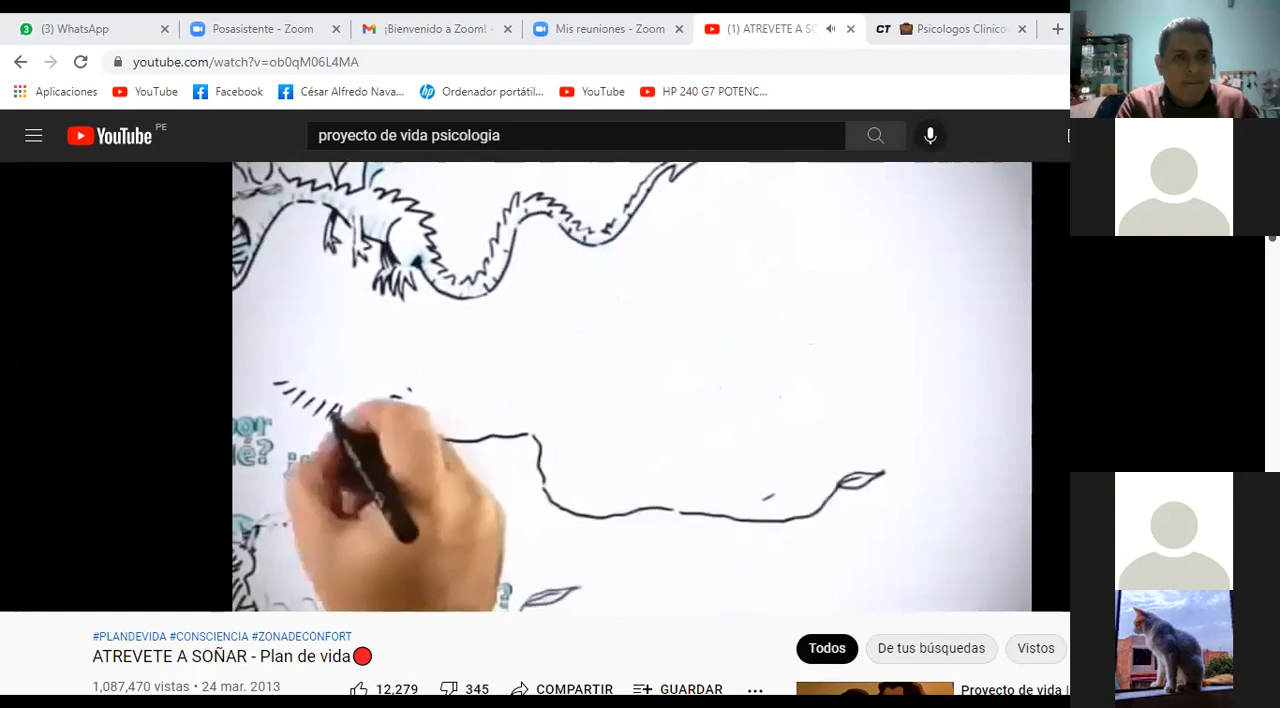 (3) WhatsApp
Posasistente - Zoom
¡Bienvenido a Zoom! -
Mis reuniones - Zoom
(1) ATREVETE A SO
CT Psicologos Clinico
youtube.com/watch?v=ob0qM06L4MA
Aplicaciones
YouTube
Facebook
César Alfredo Nava...
Ordenador portátil...
YouTube
HP 240 G7 POTENC...
YouTube PE
proyecto de vida psicologia
#PLANDEVIDA #CONSCIENCIA #ZONADECONFORT
ATREVETE A SOÑAR - Plan de vida
1,087,470 vistas • 24 mar. 2013
12,279
345
COMPARTIR
GUARDAR
Todos
De tus búsquedas
Vistos
Proyecto de vida |